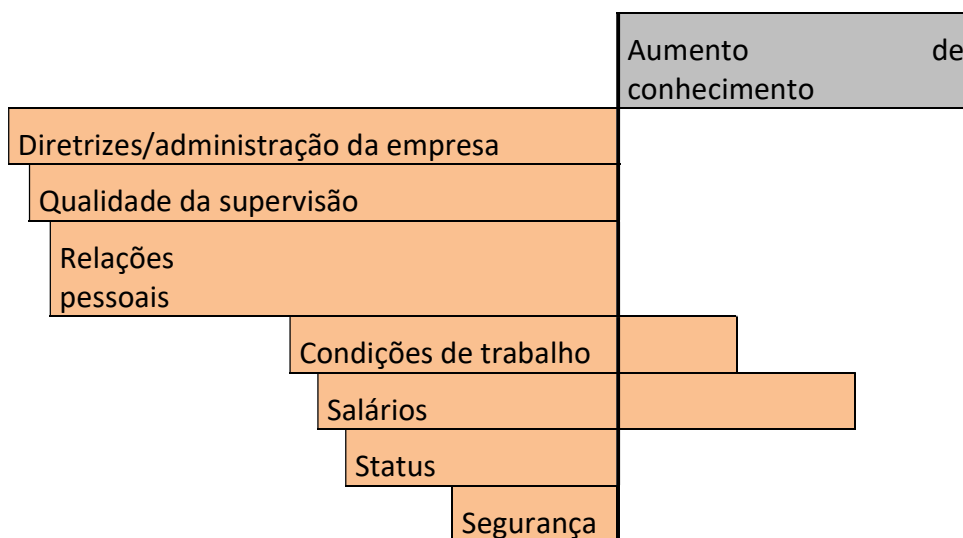 Aumento de
conhecimento
Diretrizes/administração da empresa
Qualidade da supervisão
Relações
pessoais
Condições de trabalho
Salários
Status
Segurança